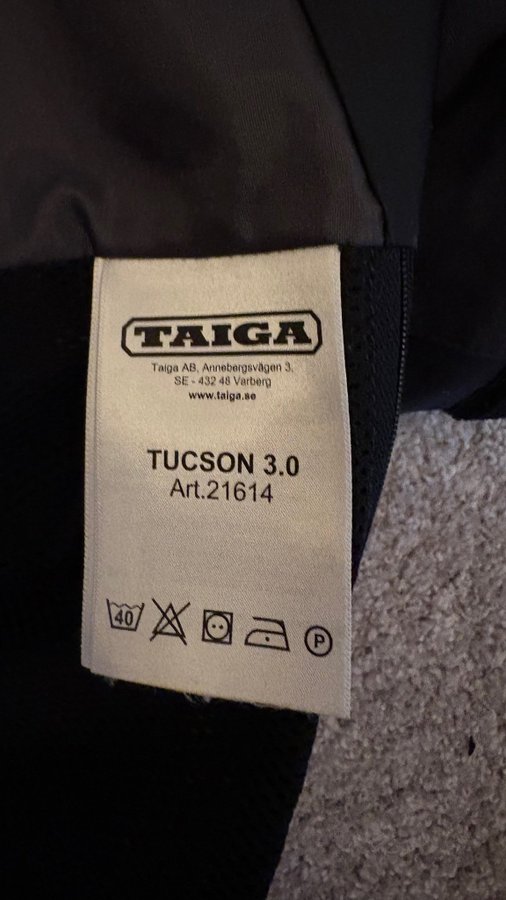 TAIGA
Taiga AB, Annebergsvägen 3,
SE - 432 48 Varberg
www.taiga.se
TUCSON 3.0
Art.21614
40 P